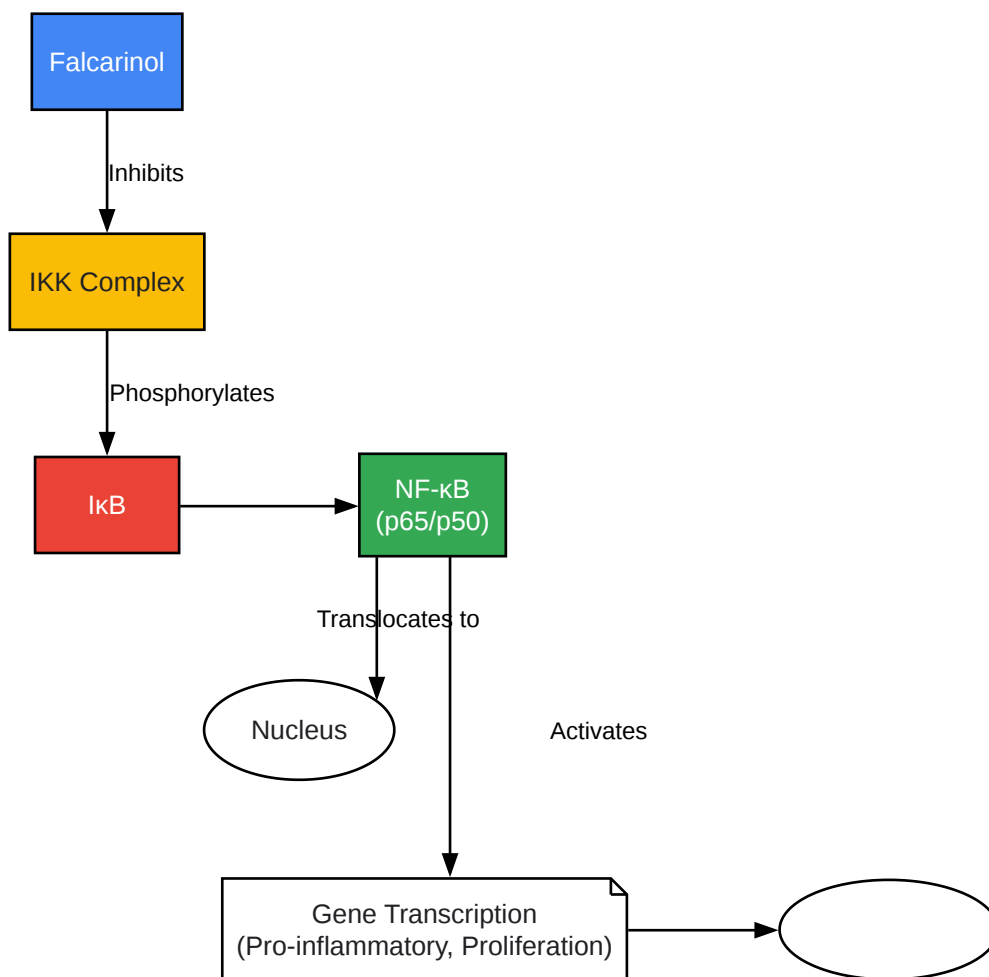 Falcarinol
Inhibits
IKK Complex
Phosphorylates
IκB
NF-κB
(p65/p50)
Translocates to
Nucleus
Activates
Gene Transcription
(Pro-inflammatory, Proliferation)